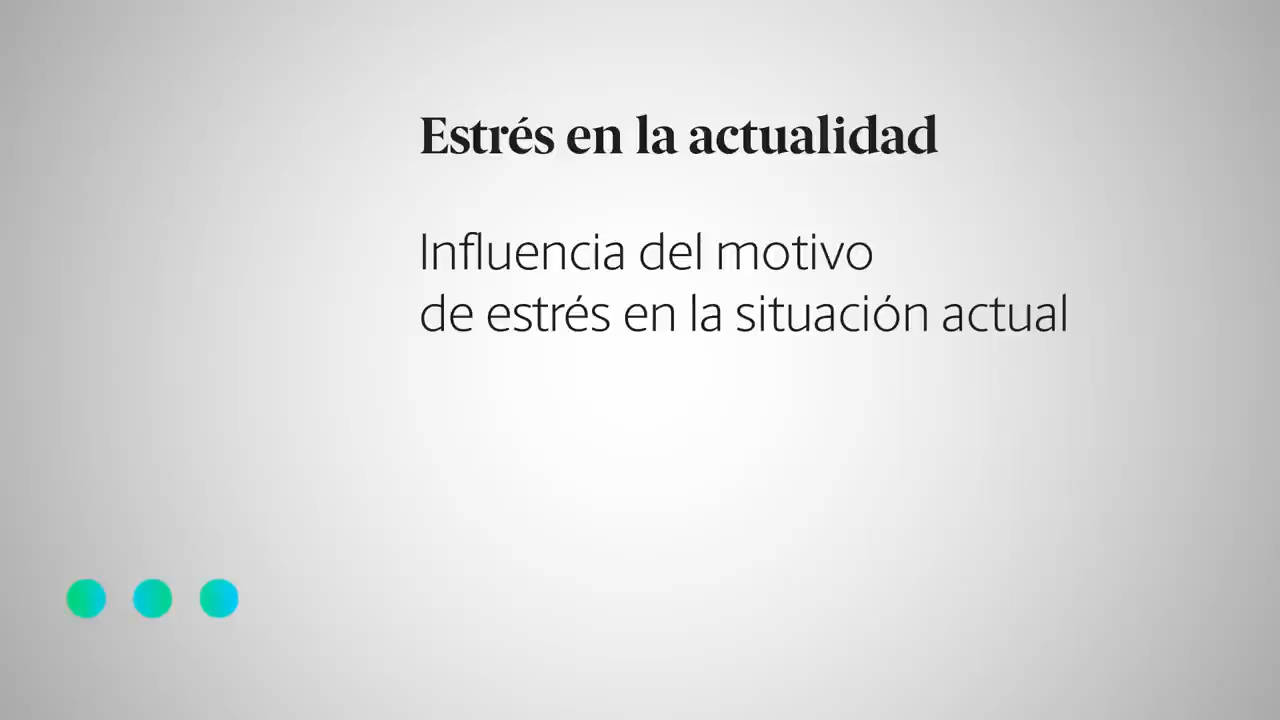 Estrés en la actualidad
Influencia del motivo
de estrés en la situación actual